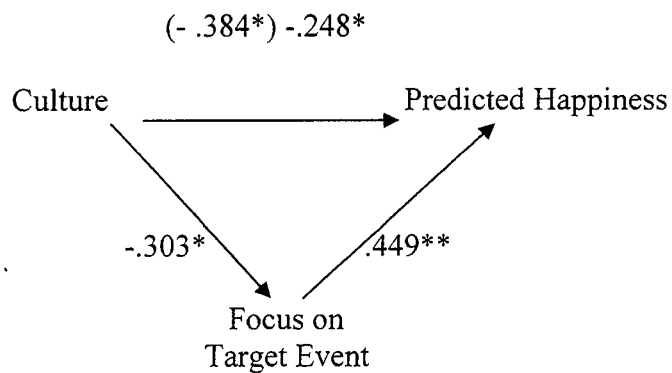 (- .384*) -.248*
Culture
Predicted Happiness
-.303*
.449**
Focus on
Target Event